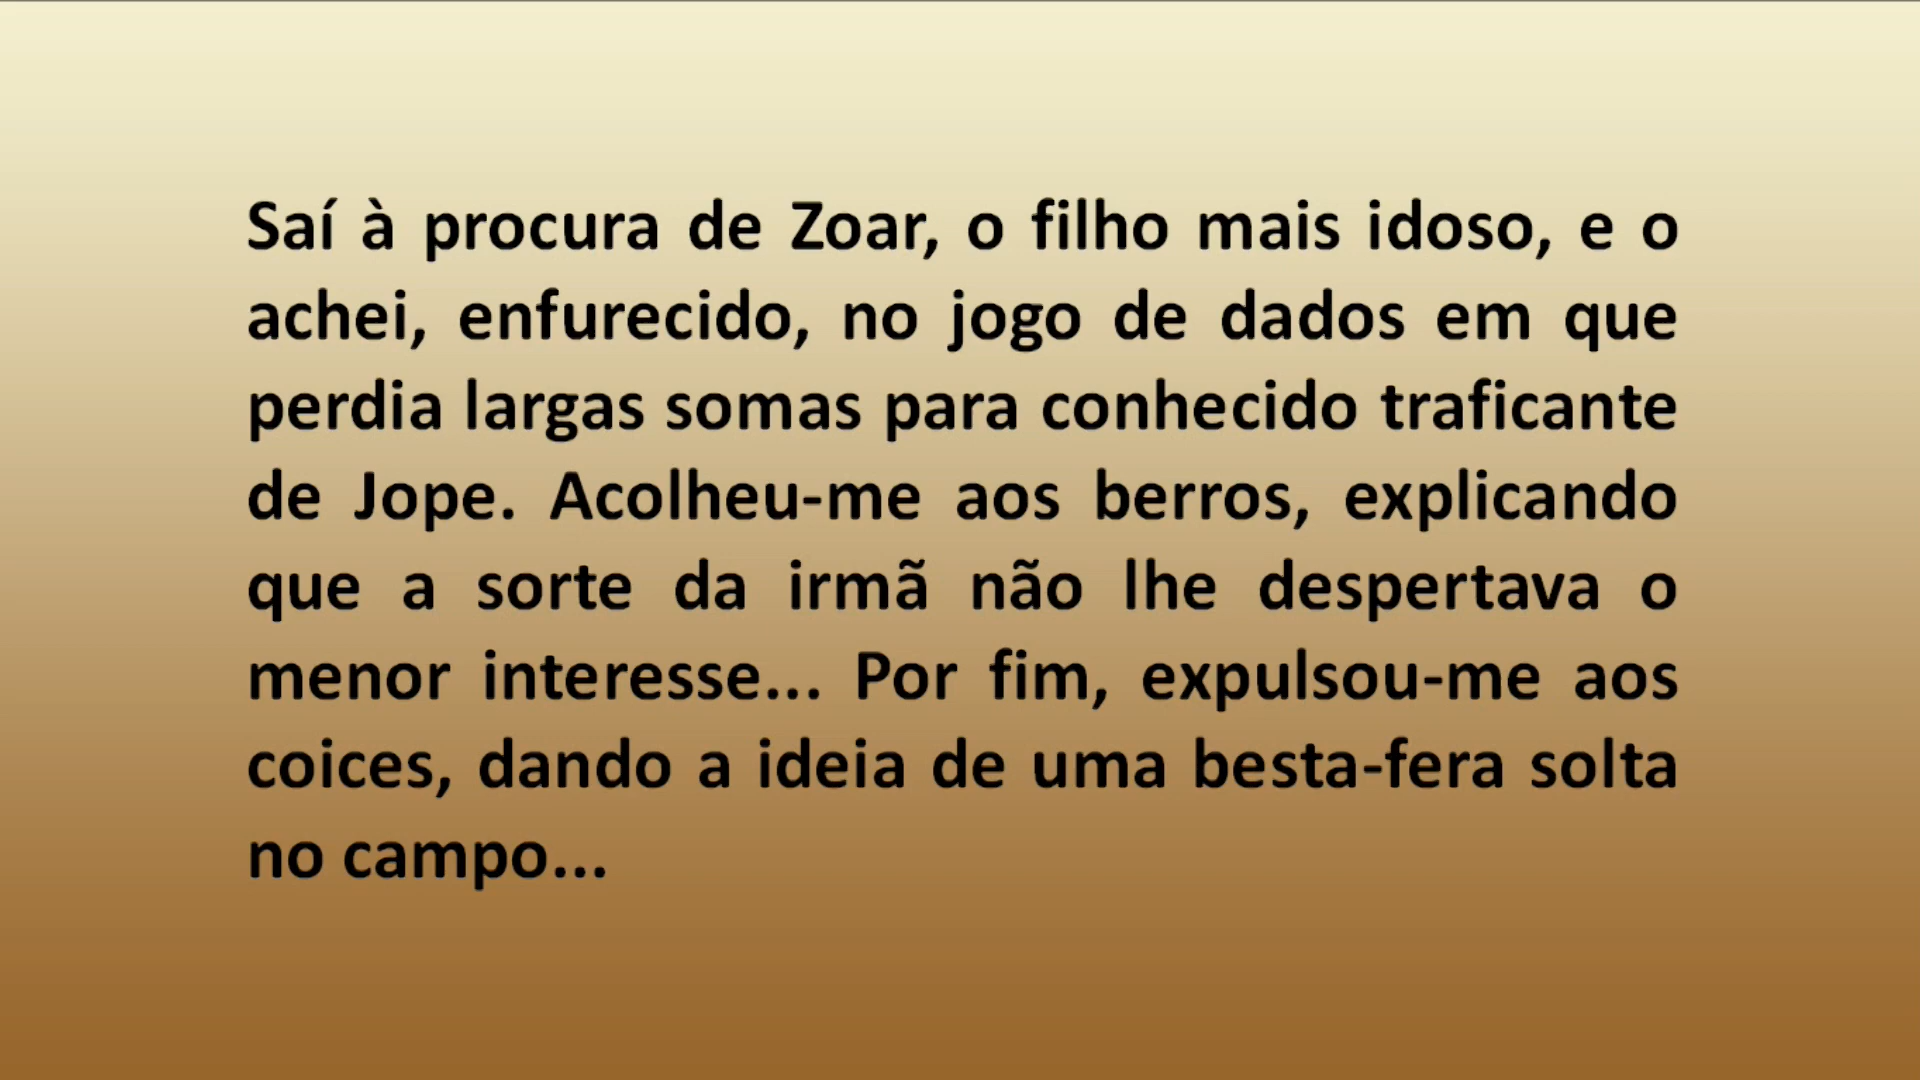 Saí à procura de Zoar, o filho mais idoso, e o
achei, enfurecido, no jogo de dados em que
perdia largas somas para conhecido traficante
de Jope. Acolheu-me aos berros, explicando
que a sorte da irmã não lhe despertava o
menor interesse... Por fim, expulsou-me aos
coices, dando a ideia de uma besta-fera solta
no campo...